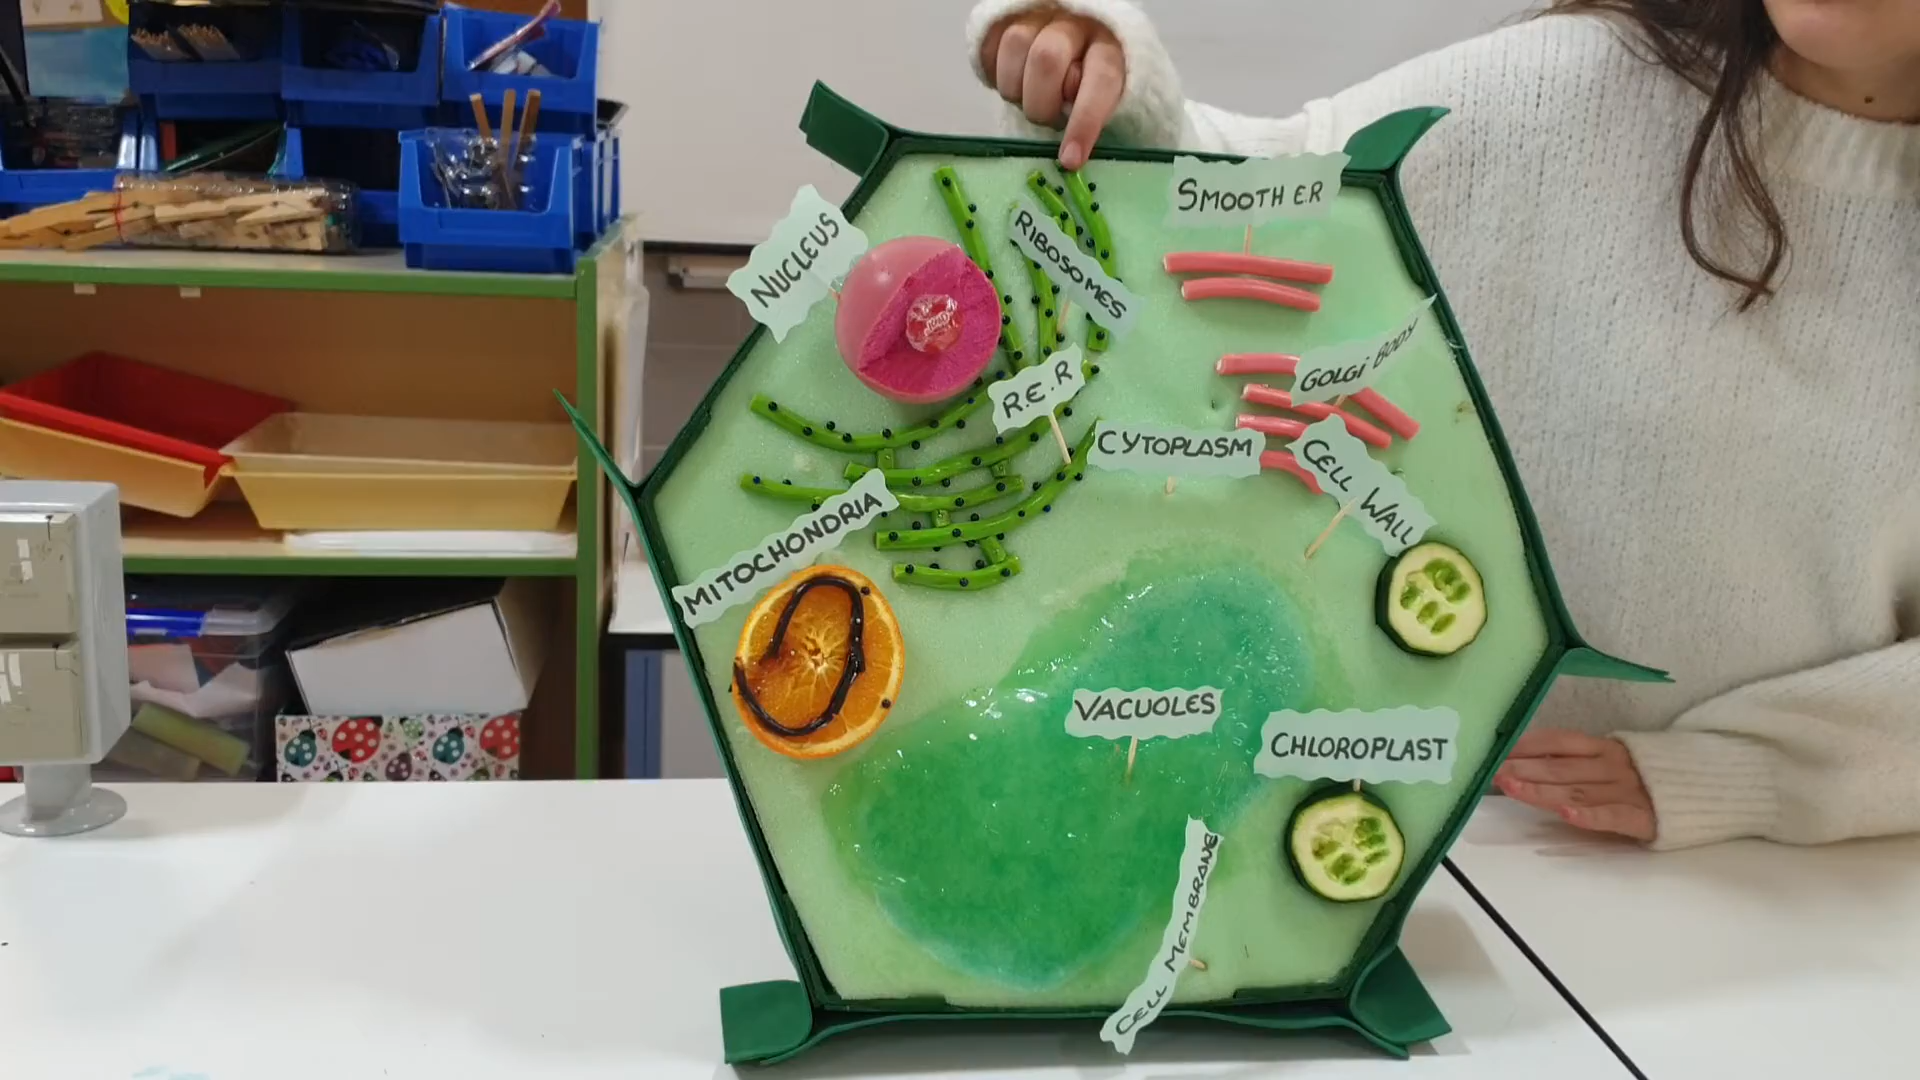 SMOOTH E.R
NUCLEUS
RIBOSOMES
GOLGI BODY
R.E.R
CYTOPLASM
CELL WALL
MITOCHONDRIA
VACUOLES
CHLOROPLAST
CELL MEMBRANE